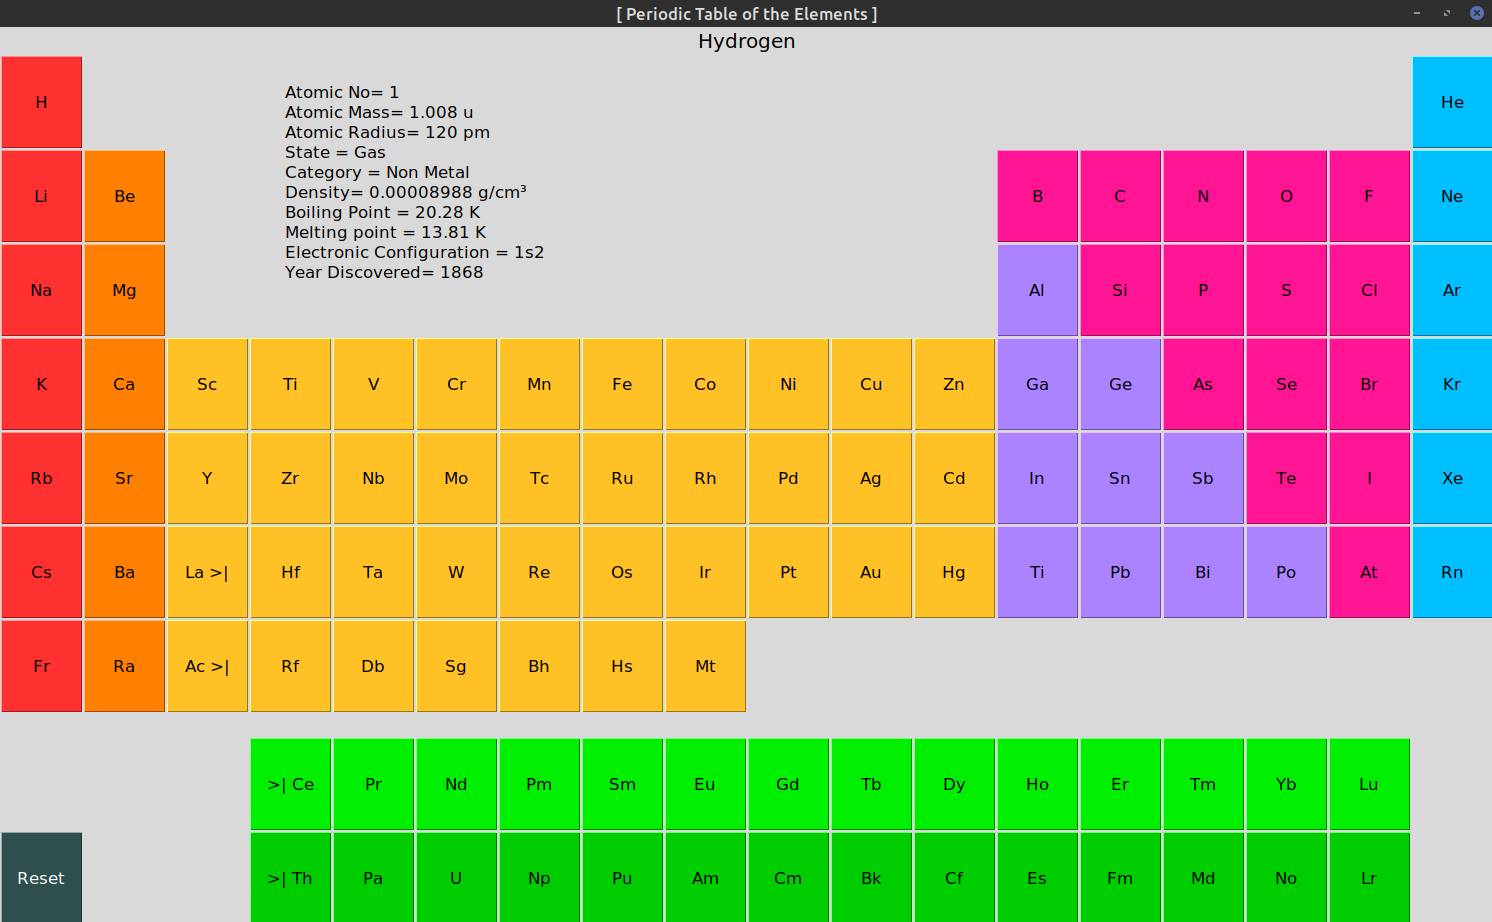 [ Periodic Table of the Elements ]
Hydrogen
H He
Atomic No= 1
Atomic Mass= 1.008 u
Atomic Radius= 120 pm
State = Gas
Category = Non Metal
Density= 0.00008988 g/cm³
Boiling Point = 20.28 K
Melting point = 13.81 K
Electronic Configuration = 1s2
Year Discovered= 1868
Li Be B C N O F Ne
Na Mg Al Si P S Cl Ar
K Ca Sc Ti V Cr Mn Fe Co Ni Cu Zn Ga Ge As Se Br Kr
Rb Sr Y Zr Nb Mo Tc Ru Rh Pd Ag Cd In Sn Sb Te I Xe
Cs Ba La >| Hf Ta W Re Os Ir Pt Au Hg Ti Pb Bi Po At Rn
Fr Ra Ac >| Rf Db Sg Bh Hs Mt
>| Ce Pr Nd Pm Sm Eu Gd Tb Dy Ho Er Tm Yb Lu
Reset >| Th Pa U Np Pu Am Cm Bk Cf Es Fm Md No Lr